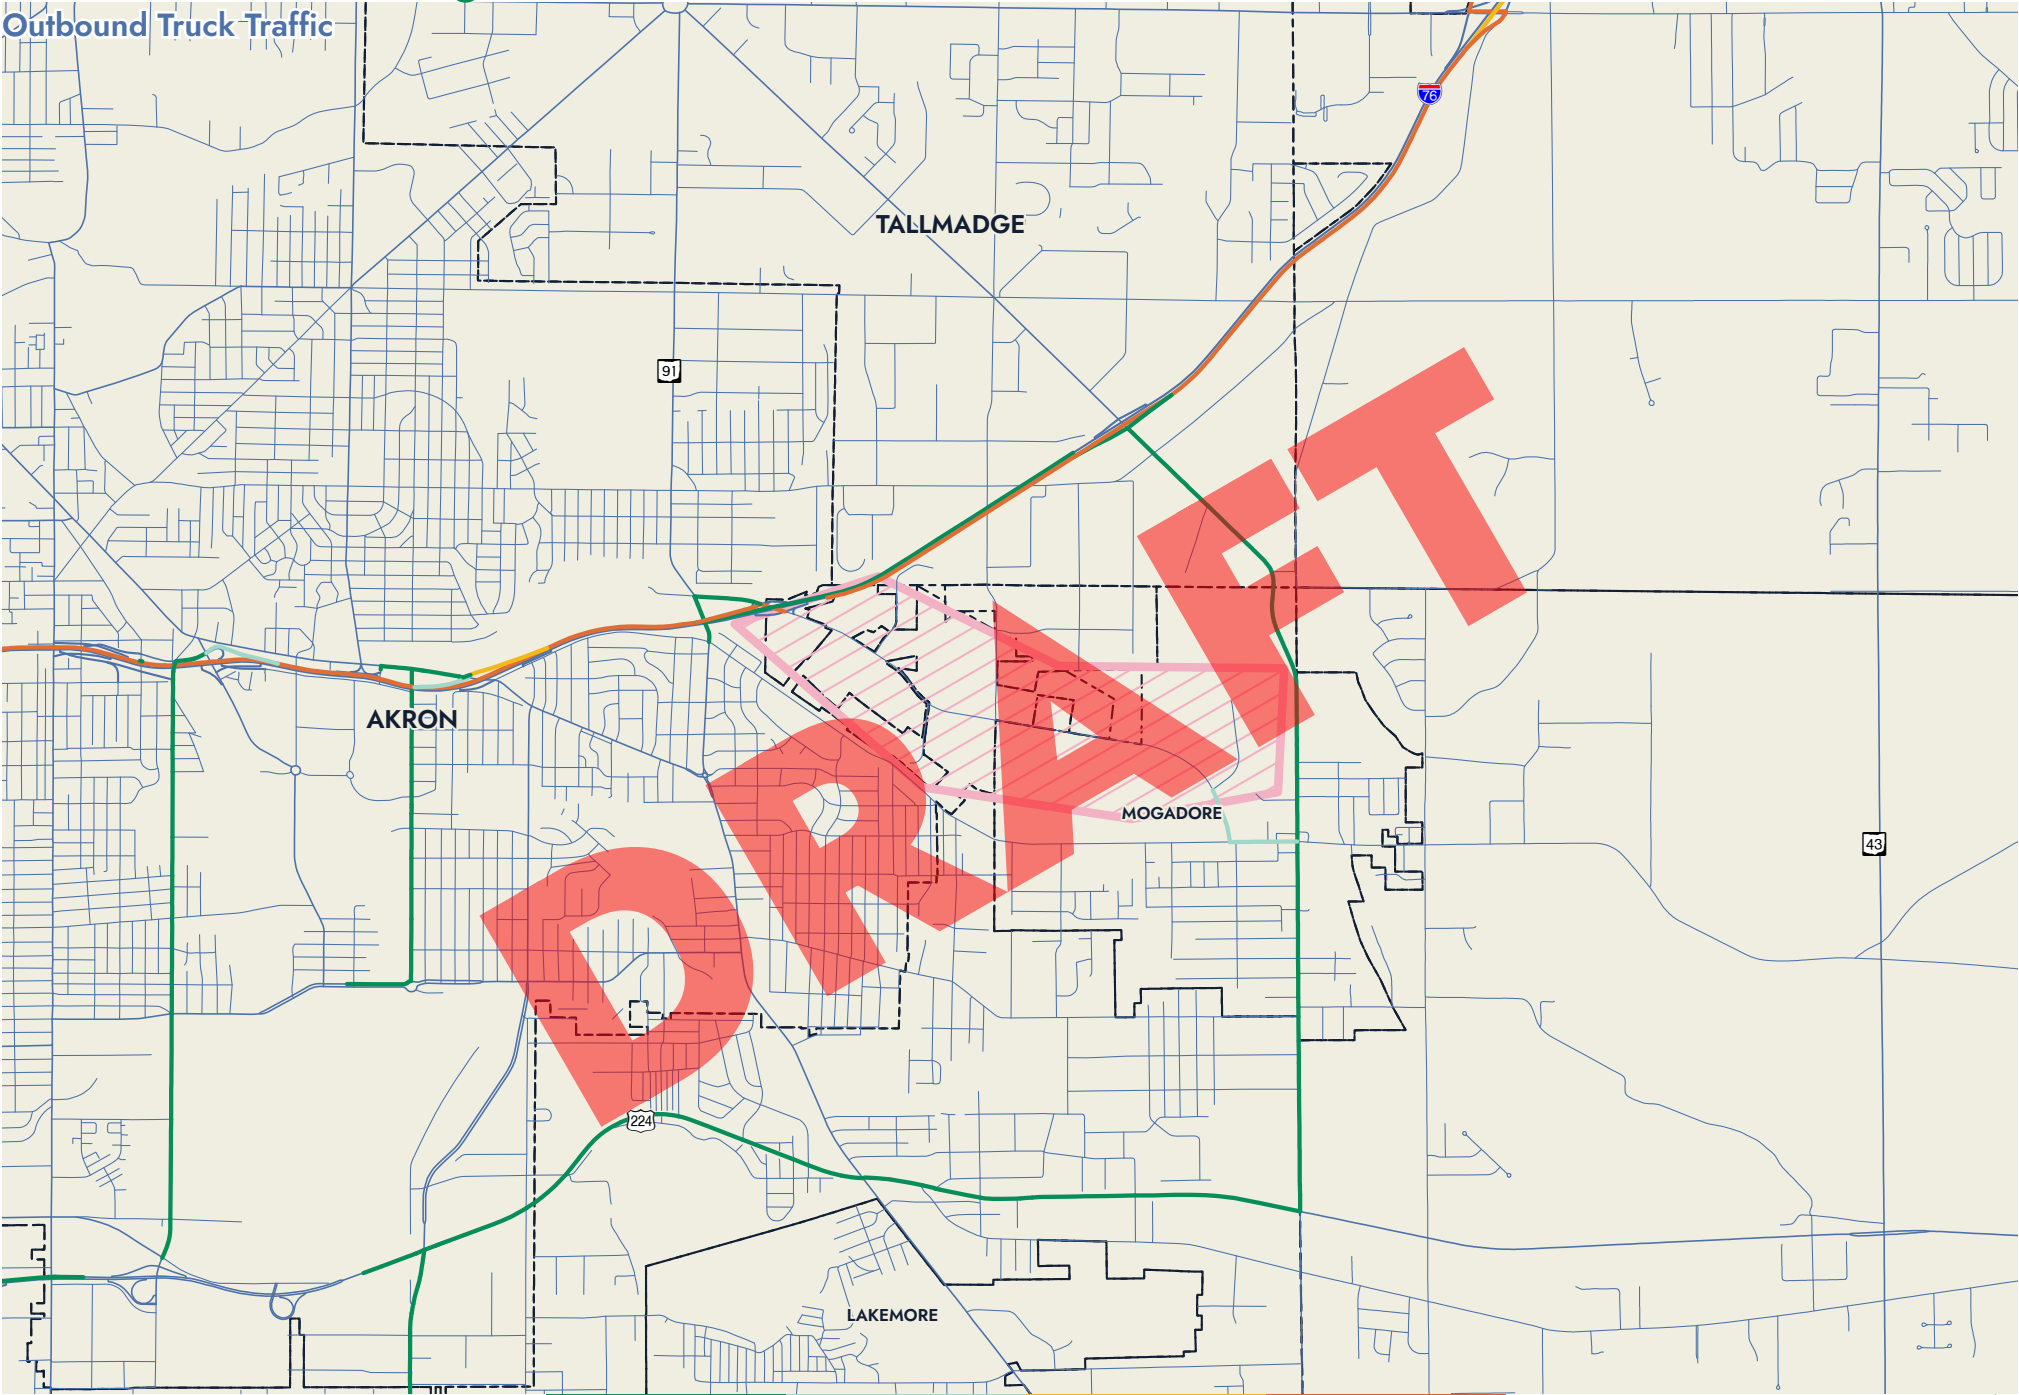 Outbound Truck Traffic
76
TALLMADGE
91
AKRON
MOGADORE
43
DRAFT
224
LAKEMORE